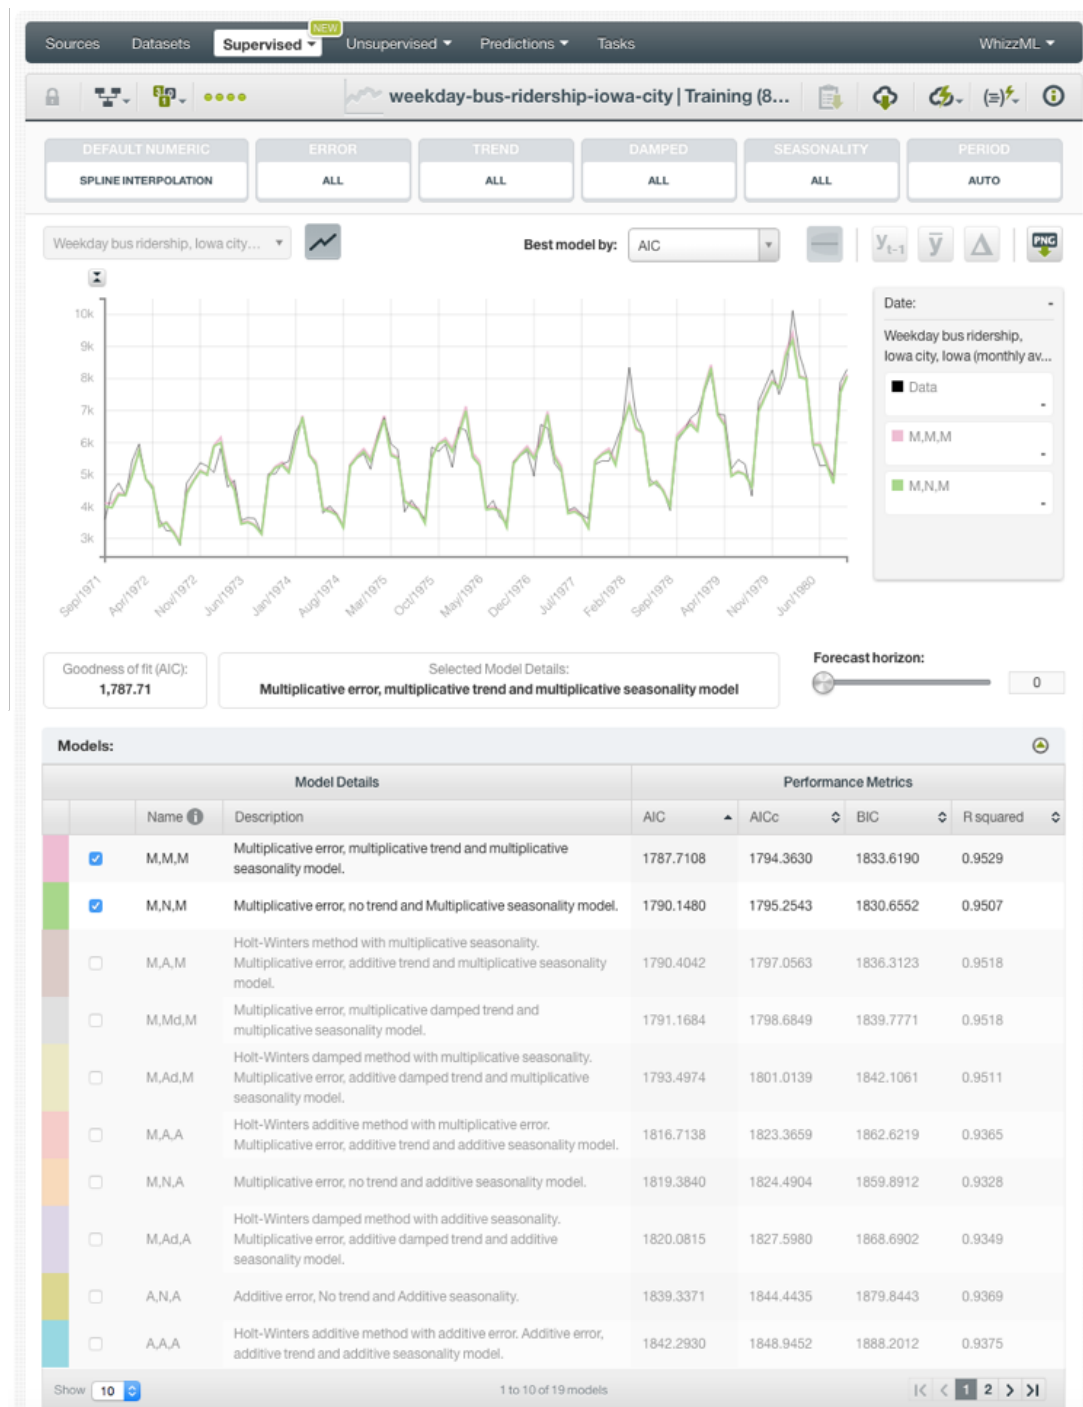 Sources Datasets Supervised NEW Unsupervised Predictions Tasks WhizzML
weekday-bus-ridership-iowa-city | Training (8...
DEFAULT NUMERIC ERROR TREND DAMPED SEASONALITY PERIOD
SPLINE INTERPOLATION ALL ALL ALL ALL AUTO
Weekday bus ridership, Iowa city... Best model by: AIC yt-1 y Δ PNG
10k
9k
8k
7k
6k
5k
4k
3k
Sep/1971 Apr/1972 Nov/1972 Jun/1973 Jan/1974 Aug/1974 Mar/1975 Oct/1975 May/1976 Dec/1976 Jul/1977 Feb/1978 Sep/1978 Apr/1979 Nov/1979 Jun/1980
Date: -
Weekday bus ridership,
Iowa city, Iowa (monthly av...
Data
-
M,M,M
-
M,N,M
-
Goodness of fit (AIC):
1,787.71
Selected Model Details:
Multiplicative error, multiplicative trend and multiplicative seasonality model
Forecast horizon:
0
Models:
Model Details Performance Metrics
Name Description AIC AICc BIC R squared
M,M,M Multiplicative error, multiplicative trend and multiplicative
seasonality model. 1787.7108 1794.3630 1833.6190 0.9529
M,N,M Multiplicative error, no trend and Multiplicative seasonality model. 1790.1480 1795.2543 1830.6552 0.9507
Holt-Winters method with multiplicative seasonality.
M,A,M Multiplicative error, additive trend and multiplicative seasonality 1790.4042 1797.0563 1836.3123 0.9518
model.
M,Md,M Multiplicative error, multiplicative damped trend and
multiplicative seasonality model. 1791.1684 1798.6849 1839.7771 0.9518
Holt-Winters damped method with multiplicative seasonality.
M,Ad,M Multiplicative error, additive damped trend and multiplicative 1793.4974 1801.0139 1842.1061 0.9511
seasonality model.
M,A,A Holt-Winters additive method with multiplicative error.
Multiplicative error, additive trend and additive seasonality model. 1816.7138 1823.3659 1862.6219 0.9365
M,N,A Multiplicative error, no trend and additive seasonality model. 1819.3840 1824.4904 1859.8912 0.9328
Holt-Winters damped method with additive seasonality.
M,Ad,A Multiplicative error, additive damped trend and additive 1820.0815 1827.5980 1868.6902 0.9349
seasonality model.
A,N,A Additive error, No trend and Additive seasonality. 1839.3371 1844.4435 1879.8443 0.9369
A,A,A Holt-Winters additive method with additive error. Additive error,
additive trend and additive seasonality model. 1842.2930 1848.9452 1888.2012 0.9375
Show 10 1 to 10 of 19 models 1 2